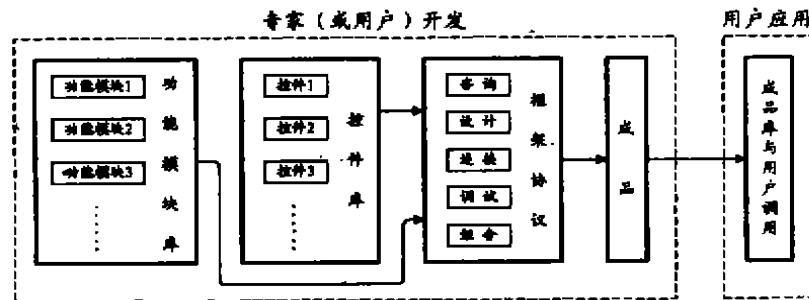 专家（或用户）开发
用户应用
功能模块1
功能模块2
功能模块3
功能模块库
控件1
控件2
控件3
控件库
咨询
设计
连接
调试
组合
框架协议
成品
成品库与用户调用